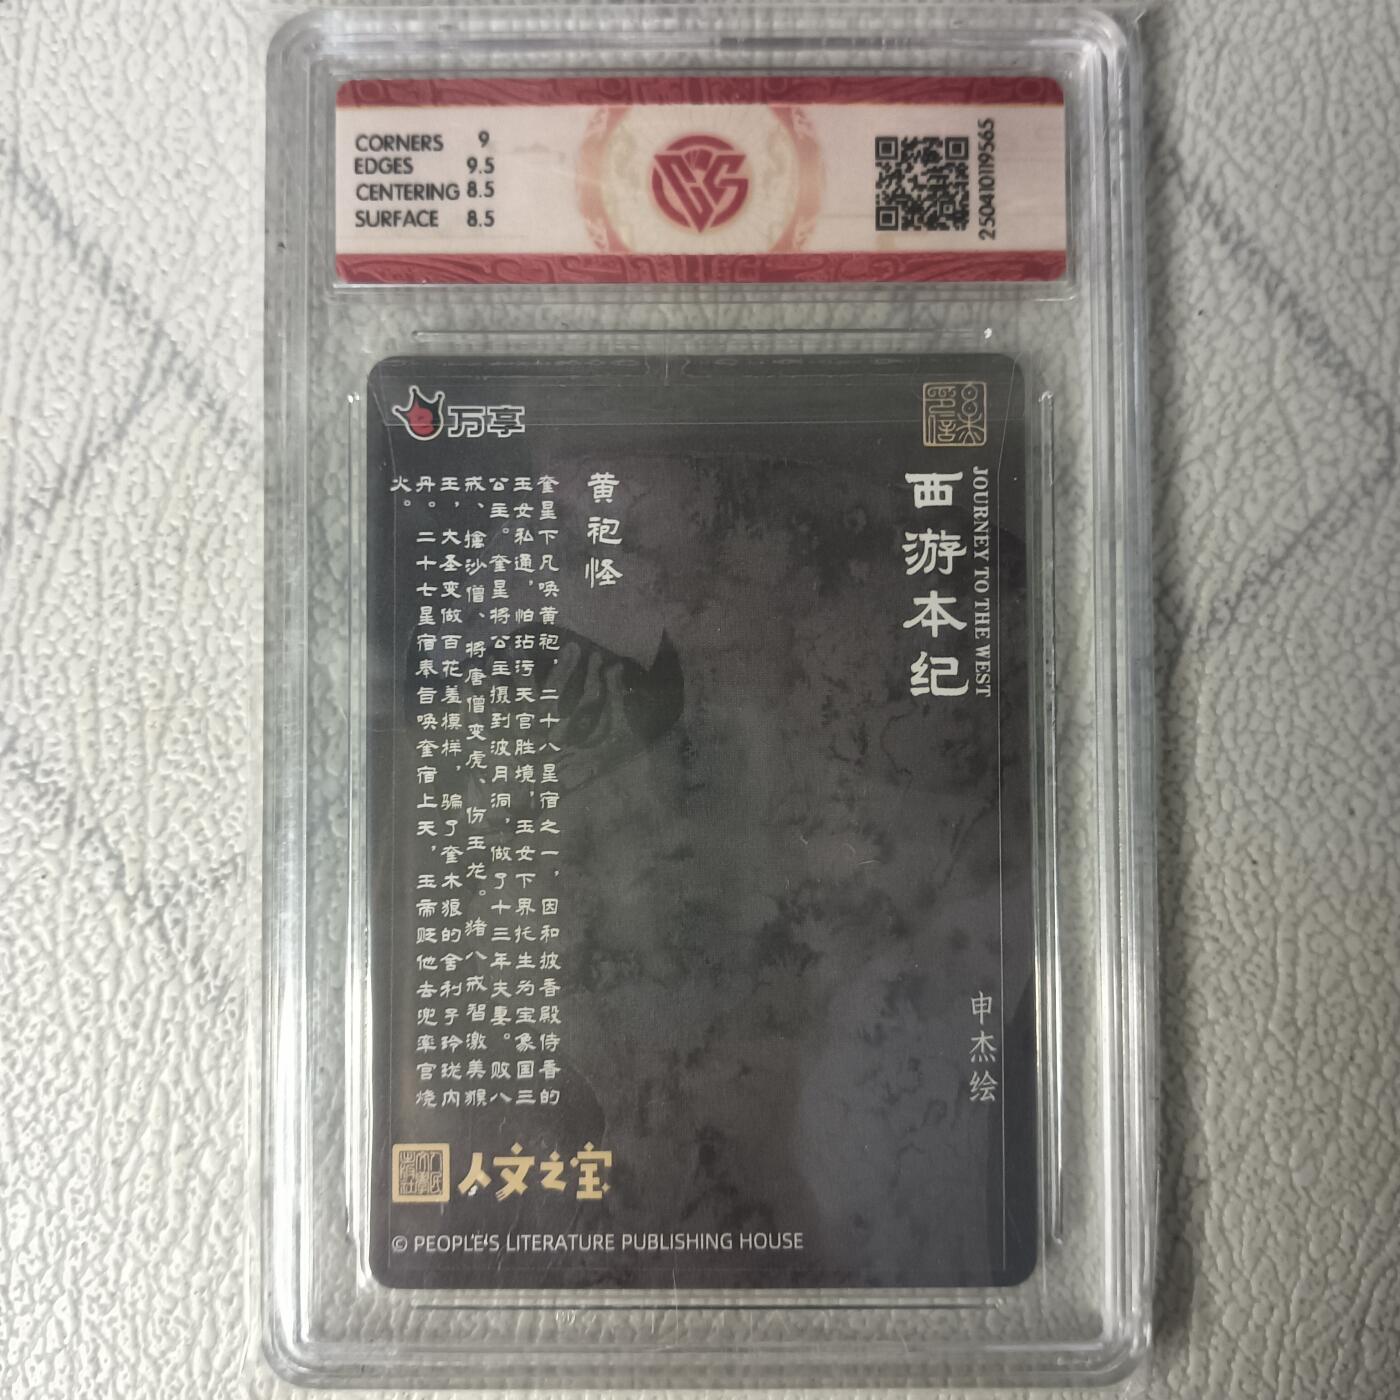 CORNERS 9
EDGES 9.5
CENTERING 8.5
SURFACE 8.5
2504101119565
万享
西游本纪
JOURNEY TO THE WEST
申杰绘
黄袍怪
奎星下凡唤黄袍，二十八星宿之一，因和披香殿侍香的
玉女私通，怕玷污天宫胜境，玉女下界托生为宝象国三
公主。奎星将公主摄到波月洞，做了十三年夫妻。败八
戒、擒沙僧、将唐僧变虎、伤玉龙。猪八戒智激美猴
王，大圣变做百花羞模样，骗了奎木狼的舍利子玲珑内
丹。二十七星宿奉旨唤奎宿上天，玉帝贬他去兜率宫烧
火。
人文之宝
© PEOPLE'S LITERATURE PUBLISHING HOUSE